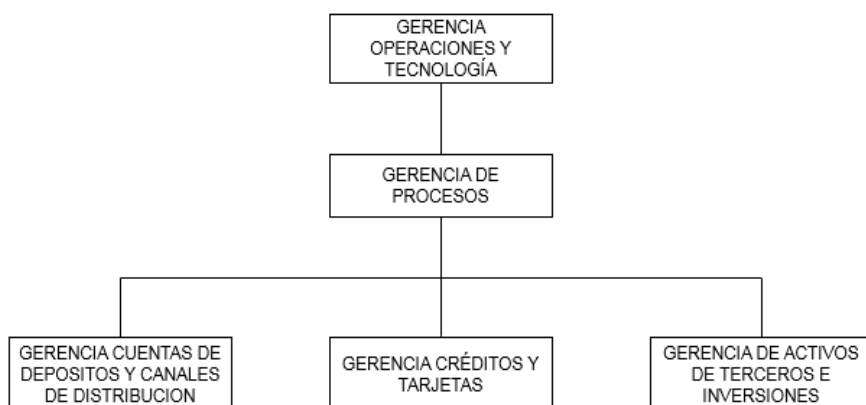 GERENCIA
OPERACIONES Y
TECNOLOGÍA
GERENCIA DE
PROCESOS
GERENCIA CUENTAS DE
DEPOSITOS Y CANALES
DE DISTRIBUCION
GERENCIA CRÉDITOS Y
TARJETAS
GERENCIA DE ACTIVOS
DE TERCEROS E
INVERSIONES